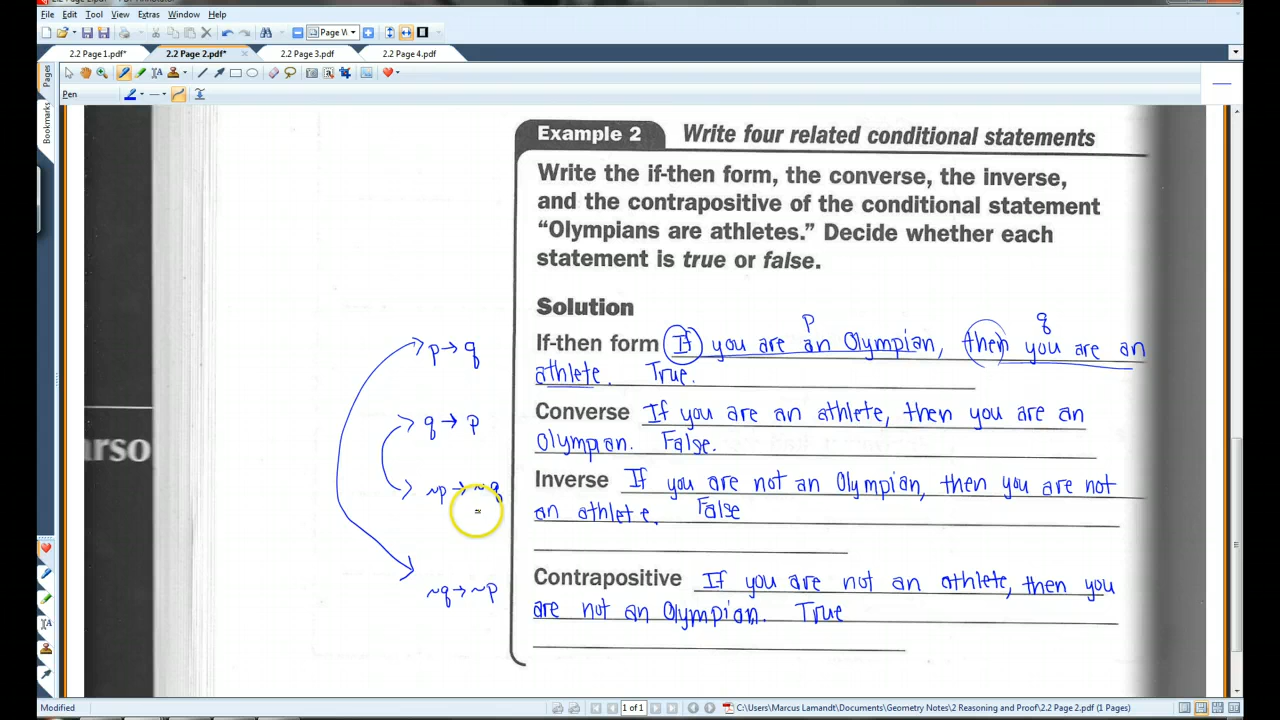 File Edit Tool View Extras Window Help
Page W
2.2 Page 1.pdf* 2.2 Page 2.pdf* 2.2 Page 3.pdf 2.2 Page 4.pdf
Pen
Pages
Bookmarks
Example 2 Write four related conditional statements
Write the if-then form, the converse, the inverse,
and the contrapositive of the conditional statement
“Olympians are athletes.” Decide whether each
statement is true or false.
Solution
p q
If-then form If you are an Olympian, then you are an
athlete. True.
p → q
Converse If you are an athlete, then you are an
Olympian. False.
q → p
Inverse If you are not an Olympian, then you are not
an athlete. False
~p → ~q
Contrapositive If you are not an athlete, then you
are not an Olympian. True
~q → ~p
arso
Modified
1 of 1
C:\Users\Marcus Lamandt\Documents\Geometry Notes\2 Reasoning and Proof\2.2 Page 2.pdf (1 Pages)